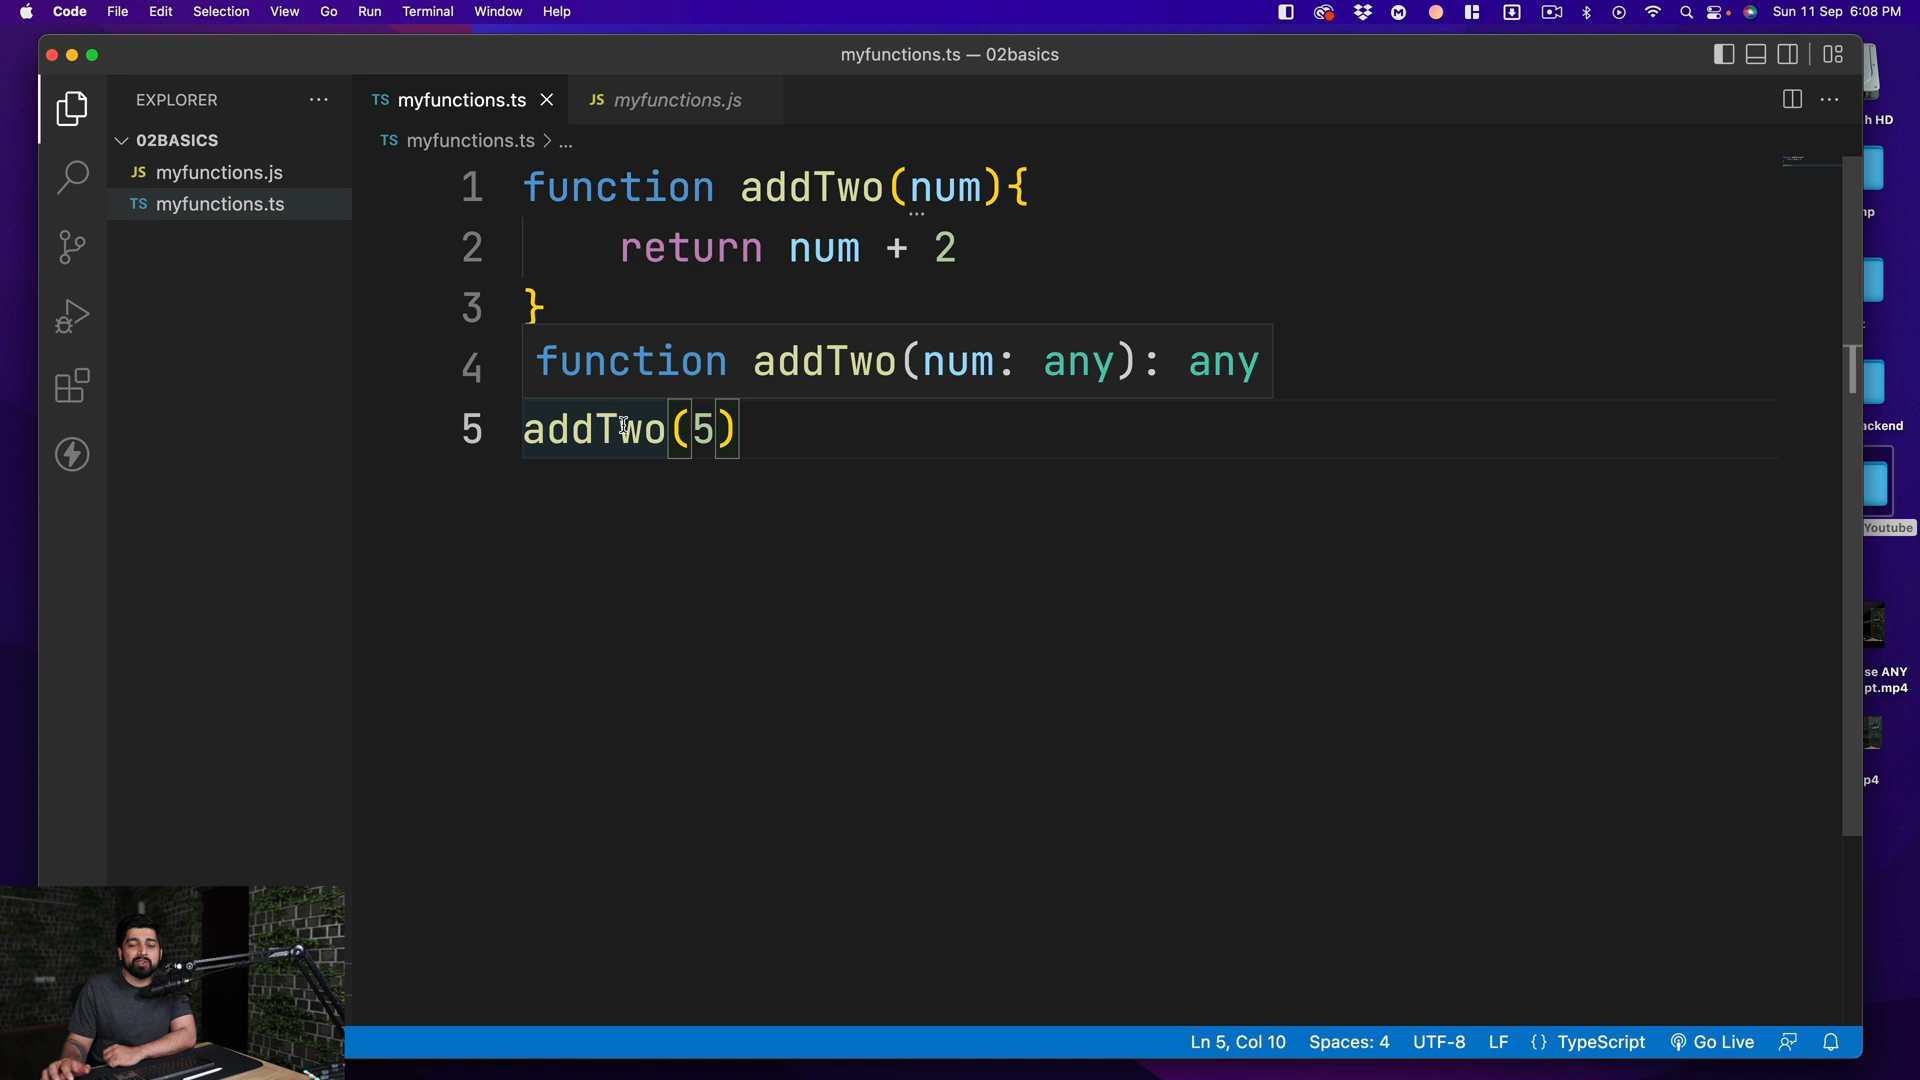 Code File Edit Selection View Go Run Terminal Window Help Sun 11 Sep 6:08 PM
myfunctions.ts — 02basics
EXPLORER ...
TS myfunctions.ts
JS myfunctions.js
02BASICS
JS myfunctions.js
TS myfunctions.ts
TS myfunctions.ts > ...
1 function addTwo(num){
2 return num + 2
3 }
4
function addTwo(num: any): any
5 addTwo(5)
h HD
mp
ackend
Youtube
se ANY
pt.mp4
p4
Ln 5, Col 10 Spaces: 4 UTF-8 LF {} TypeScript Go Live